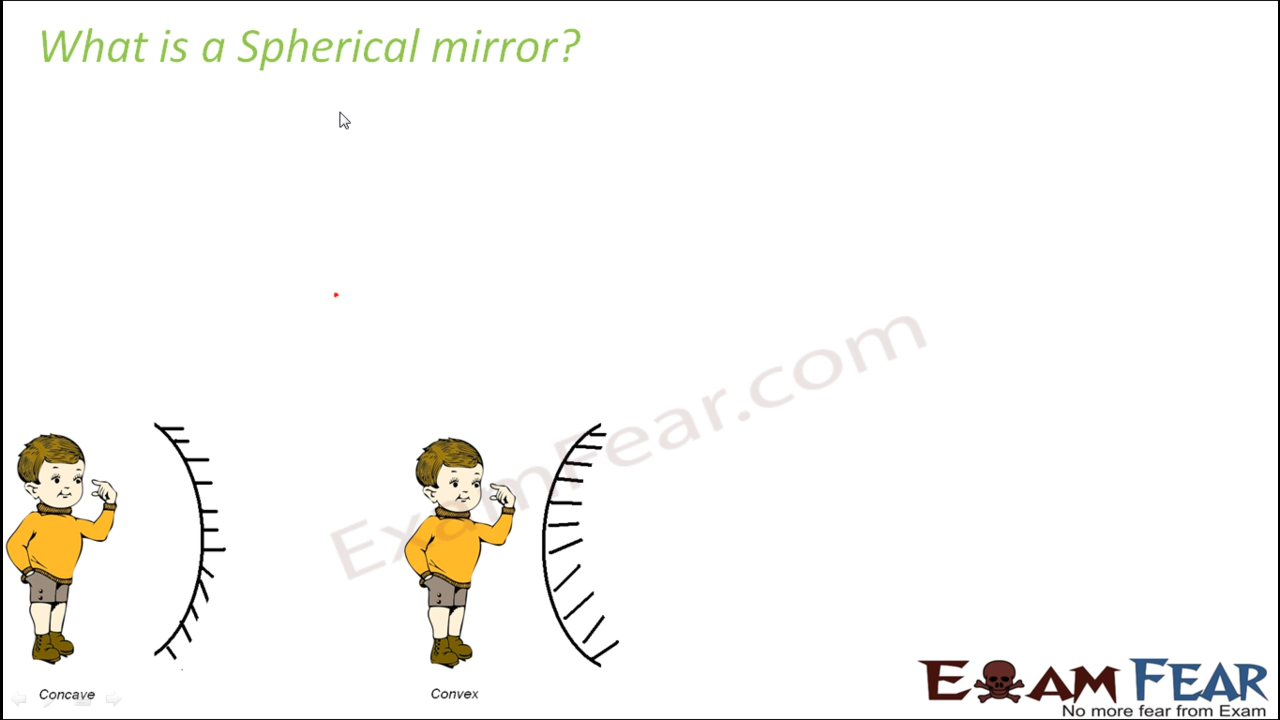 What is a Spherical mirror?
ExamFear.com
Concave
Convex
EXAM FEAR
No more fear from Exam